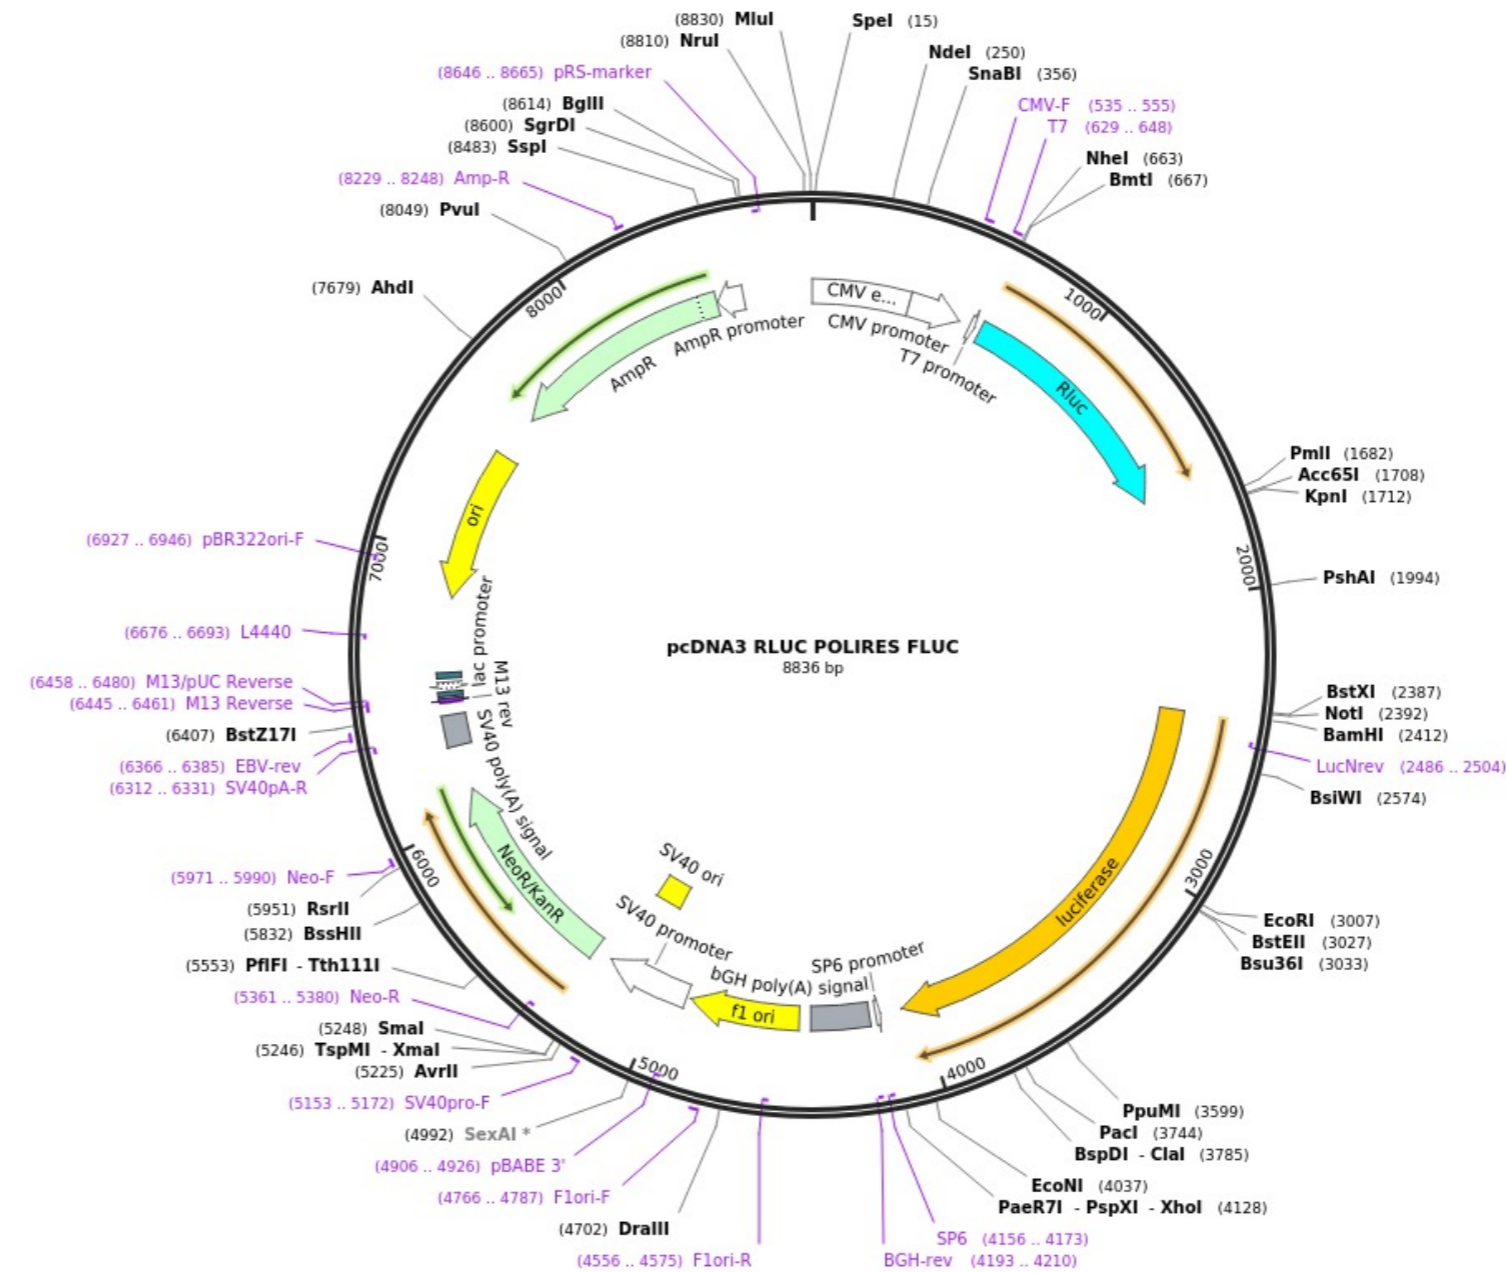 (8830) MluI
(8810) NruI
(8646 .. 8665) pRS-marker
(8614) BglII
(8600) SgrDI
(8483) SspI
(8229 .. 8248) Amp-R
(8049) PvuI
(7679) AhdI
SpeI (15)
NdeI (250)
SnaBI (356)
CMV-F (535 .. 555)
T7 (629 .. 648)
NheI (663)
BmtI (667)
8000
1000
CMV e...
CMV promoter
T7 promoter
AmpR promoter
AmpR
Rluc
PmlI (1682)
Acc65I (1708)
KpnI (1712)
2000
PshAI (1994)
ori
(6927 .. 6946) pBR322ori-F
7000
(6676 .. 6693) L4440
lac promoter
M13 rev
pcDNA3 RLUC POLIRES FLUC
8836 bp
(6458 .. 6480) M13/pUC Reverse
(6445 .. 6461) M13 Reverse
(6407) BstZ17I
(6366 .. 6385) EBV-rev
(6312 .. 6331) SV40pA-R
SV40 poly(A) signal
BstXI (2387)
NotI (2392)
BamHI (2412)
LucNrev (2486 .. 2504)
BsiWI (2574)
luciferase
3000
EcoRI (3007)
BstEII (3027)
Bsu36I (3033)
6000
(5971 .. 5990) Neo-F
(5951) RsrII
(5832) BssHII
(5553) PflFI - Tth111I
(5361 .. 5380) Neo-R
(5248) SmaI
(5246) TspMI - XmaI
(5225) AvrII
(5153 .. 5172) SV40pro-F
(4992) SexAI *
(4906 .. 4926) pBABE 3'
(4766 .. 4787) F1ori-F
(4702) DraIII
(4556 .. 4575) F1ori-R
NeoR/KanR
SV40 ori
SV40 promoter
SP6 promoter
bGH poly(A) signal
f1 ori
5000
4000
PpuMI (3599)
PacI (3744)
BspDI - ClaI (3785)
EcoNI (4037)
PaeR7I - PspXI - XhoI (4128)
SP6 (4156 .. 4173)
BGH-rev (4193 .. 4210)